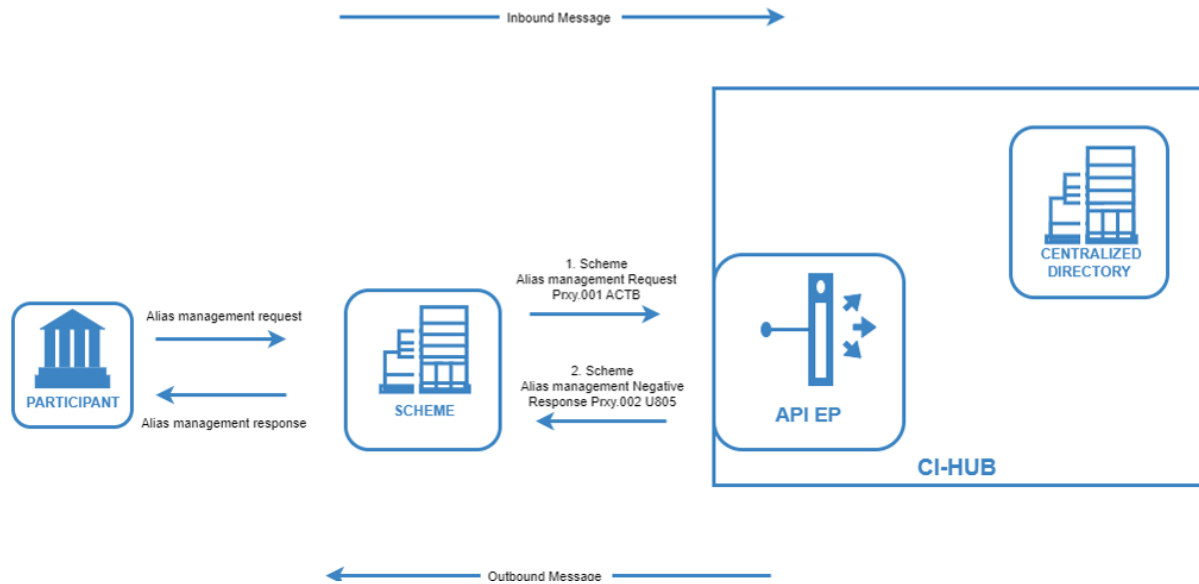 Inbound Message
CENTRALIZED
DIRECTORY
1. Scheme
Alias management Request
Prxy.001 ACTB
Alias management request
2. Scheme
Alias management Negative
Response Prxy.002 U805
PARTICIPANT
SCHEME
API EP
Alias management response
CI-HUB
Outbound Message